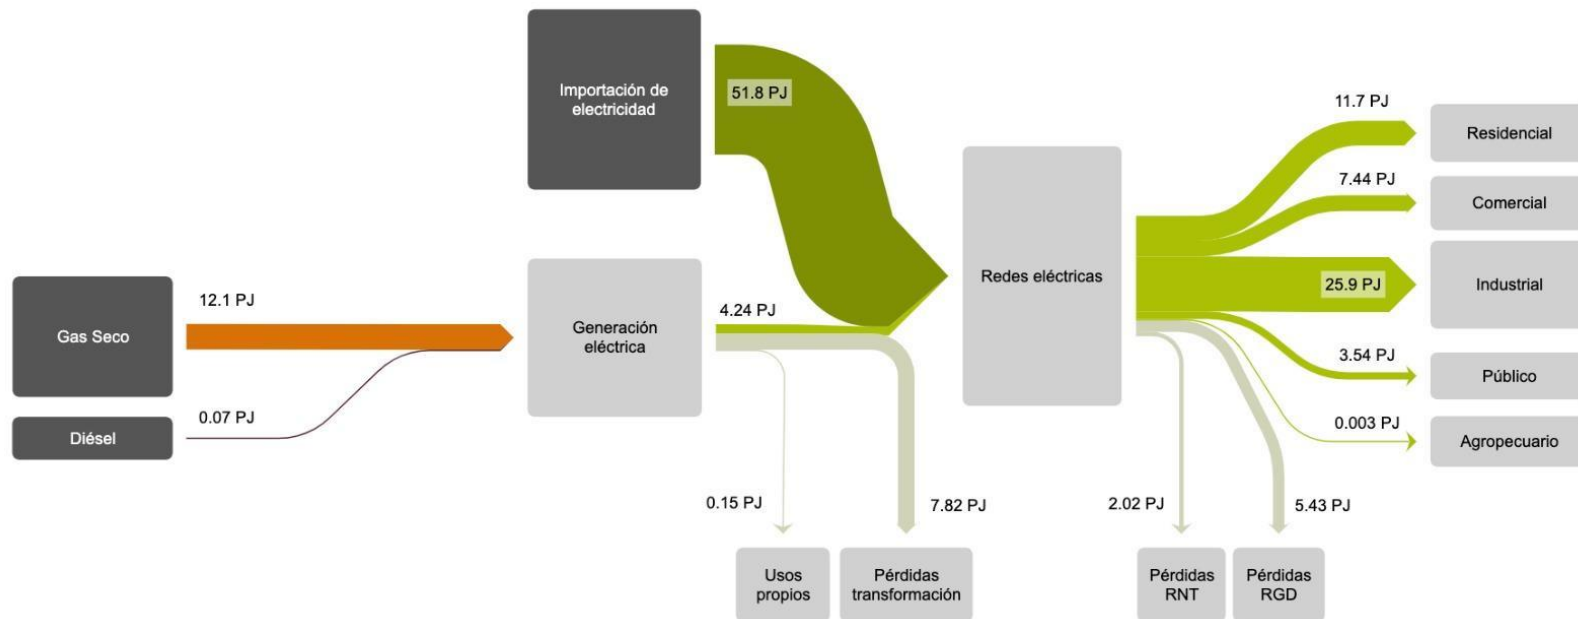 Importación de
electricidad
51.8 PJ
11.7 PJ
Residencial
7.44 PJ
Comercial
Redes eléctricas
25.9 PJ
Industrial
12.1 PJ
Gas Seco
4.24 PJ
Generación
eléctrica
3.54 PJ
Público
0.07 PJ
Diésel
0.003 PJ
Agropecuario
0.15 PJ
7.82 PJ
2.02 PJ
5.43 PJ
Usos
propios
Pérdidas
transformación
Pérdidas
RNT
Pérdidas
RGD